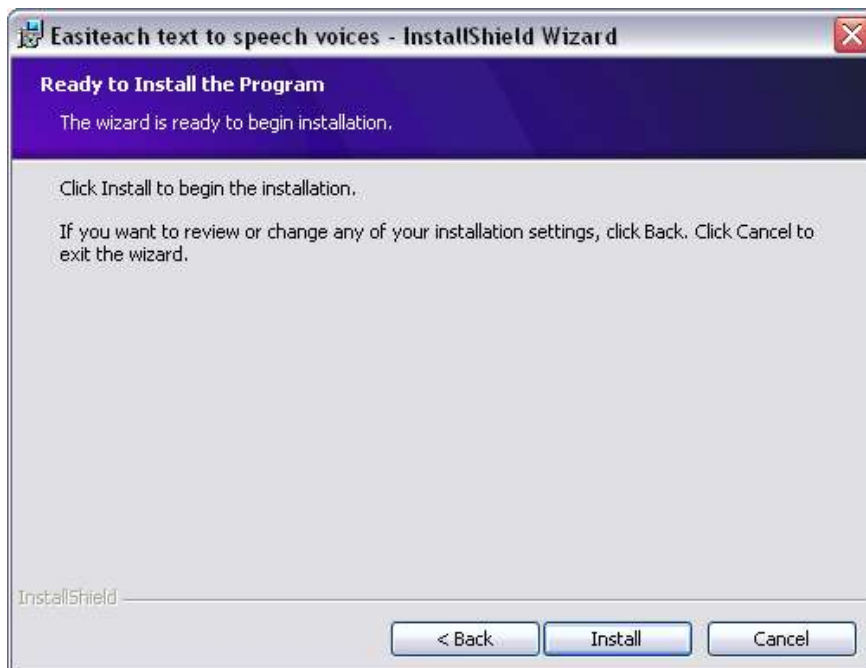 Easiteach text to speech voices - InstallShield Wizard
Ready to Install the Program
The wizard is ready to begin installation.
Click Install to begin the installation.
If you want to review or change any of your installation settings, click Back. Click Cancel to
exit the wizard.
InstallShield
< Back
Install
Cancel